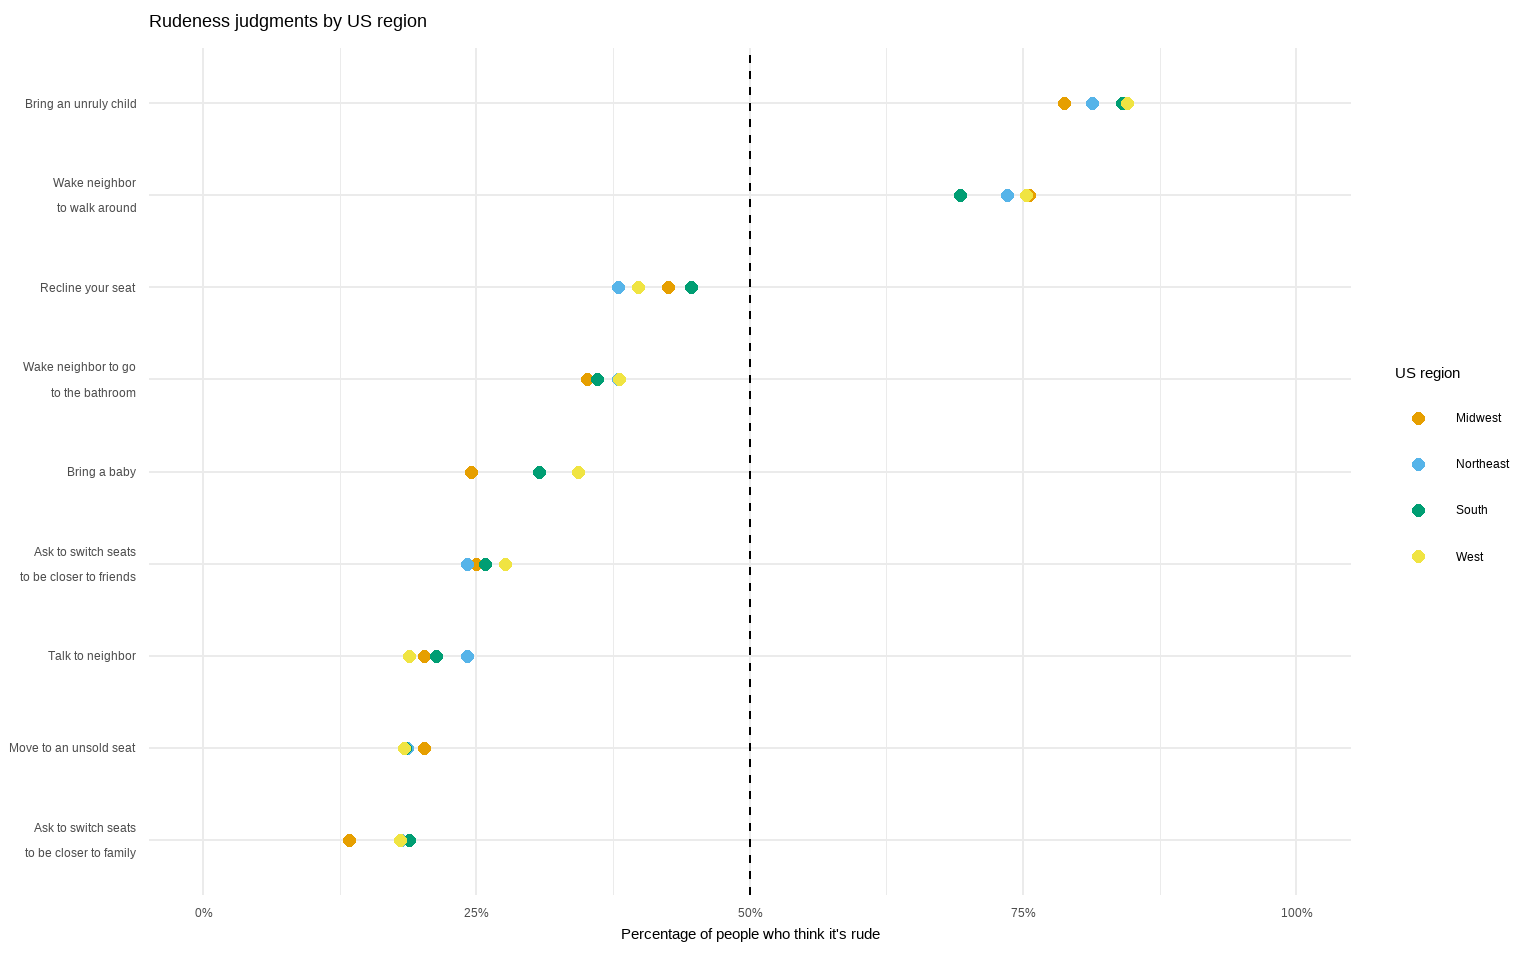 Rudeness judgments by US region
Bring an unruly child
Wake neighbor
to walk around
Recline your seat
Wake neighbor to go
to the bathroom
Bring a baby
Ask to switch seats
to be closer to friends
Talk to neighbor
Move to an unsold seat
Ask to switch seats
to be closer to family
0%
25%
50%
75%
100%
Percentage of people who think it's rude
US region
Midwest
Northeast
South
West